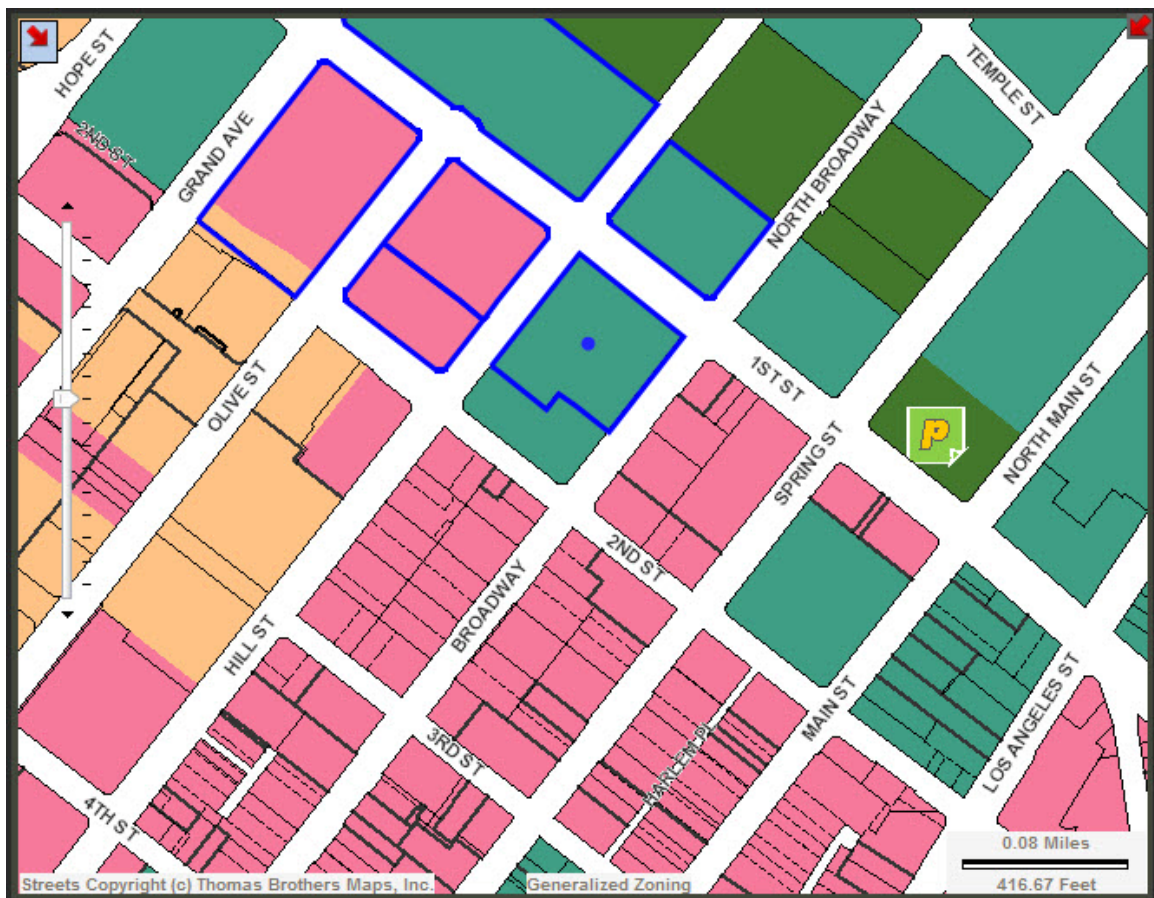 HOPE ST
TEMPLE ST
2ND ST
GRAND AVE
NORTH BROADWAY
1ST ST
OLIVE ST
P
NORTH MAIN ST
SPRING ST
2ND ST
BROADWAY
HILL ST
MAIN ST
LOS ANGELES ST
3RD ST
HARLEM PL
4TH ST
0.08 Miles
416.67 Feet
Streets Copyright (c) Thomas Brothers Maps, Inc.
Generalized Zoning